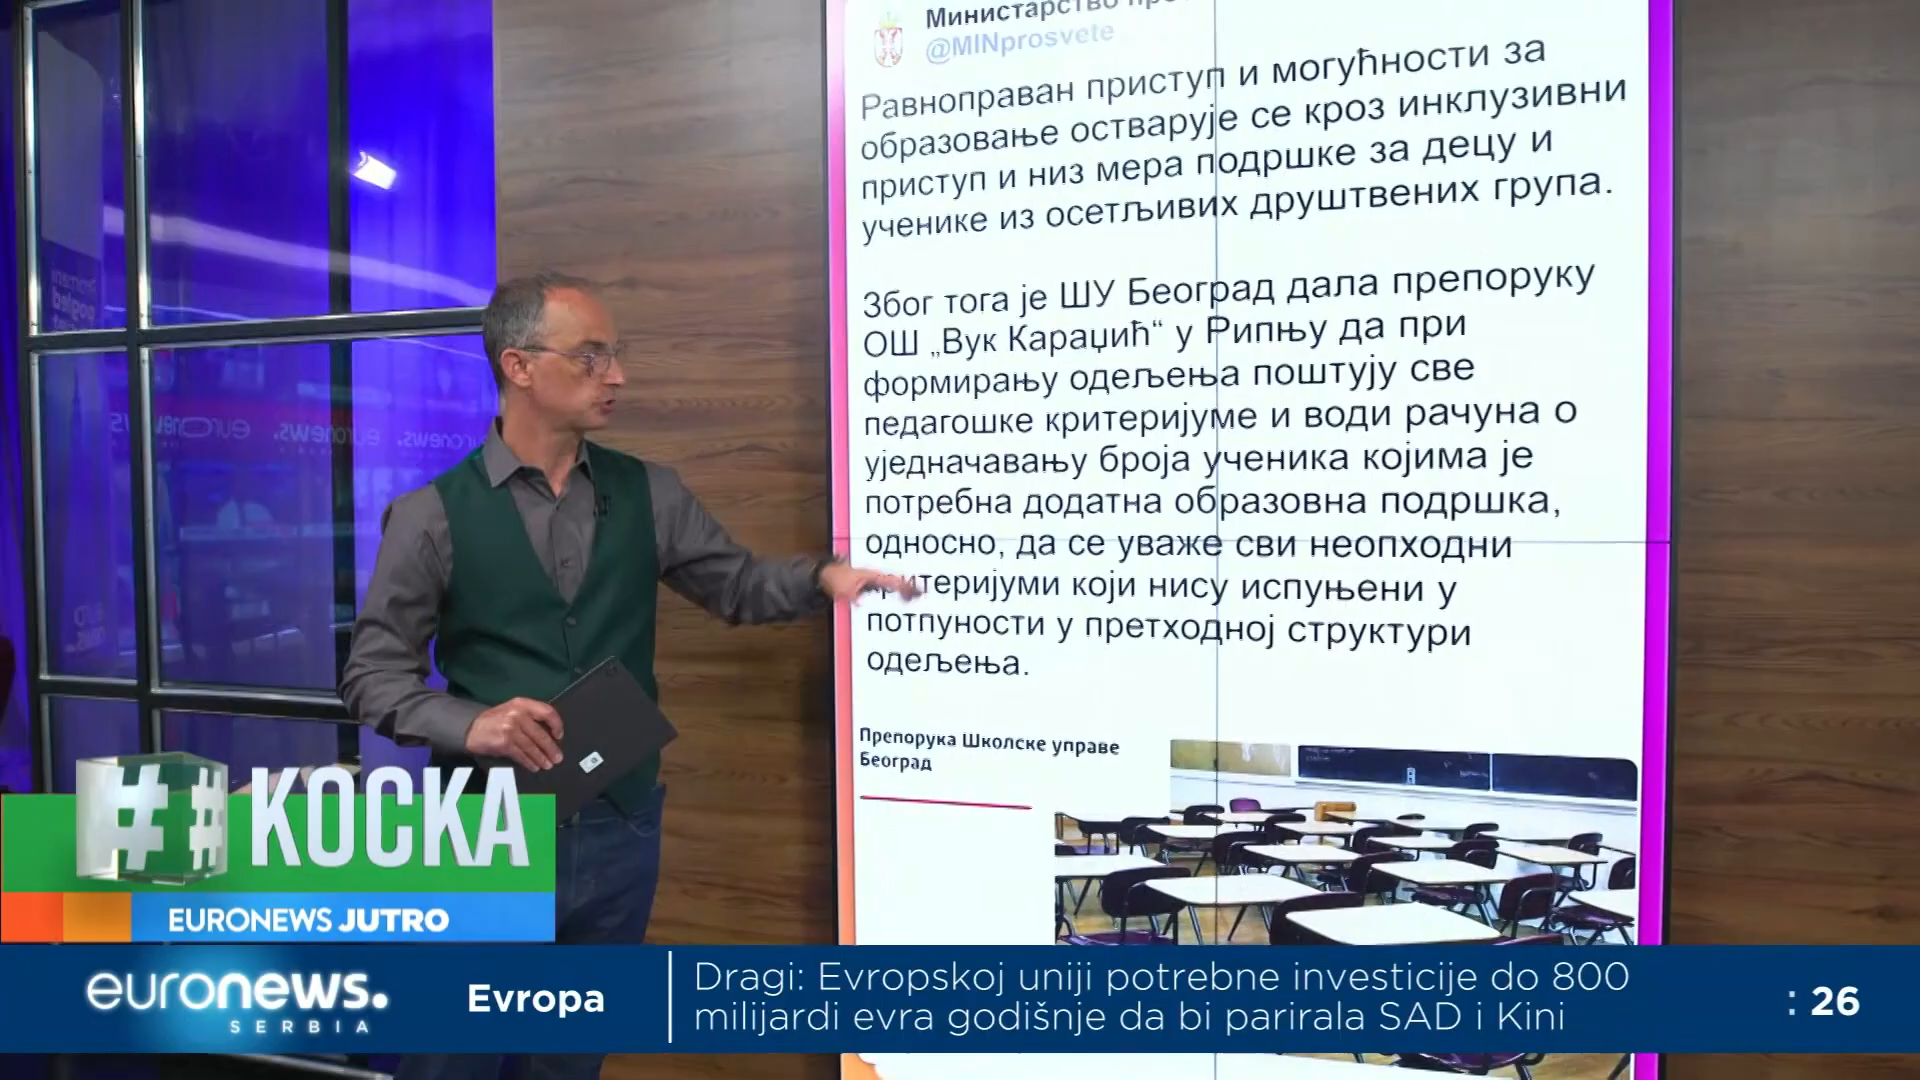 Министарство
@MINprosvete
Равноправан приступ и могућности за
образовање остварује се кроз инклузивни
приступ и низ мера подршке за децу и
ученике из осетљивих друштвених група.
Због тога је ШУ Београд дала препоруку
ОШ „Вук Караџић“ у Рипњу да при
формирању одељења поштују све
педагошке критеријуме и води рачуна о
уједначавању броја ученика којима је
потребна додатна образовна подршка,
односно, да се уваже сви неопходни
критеријуми који нису испуњени у
потпуности у претходној структури
одељења.
Препорука Школске управе
Београд
##KOCKA
EURONEWS JUTRO
euronews.
SERBIA
Evropa
Dragi: Evropskoj uniji potrebne investicije do 800
milijardi evra godišnje da bi parirala SAD i Kini
: 26